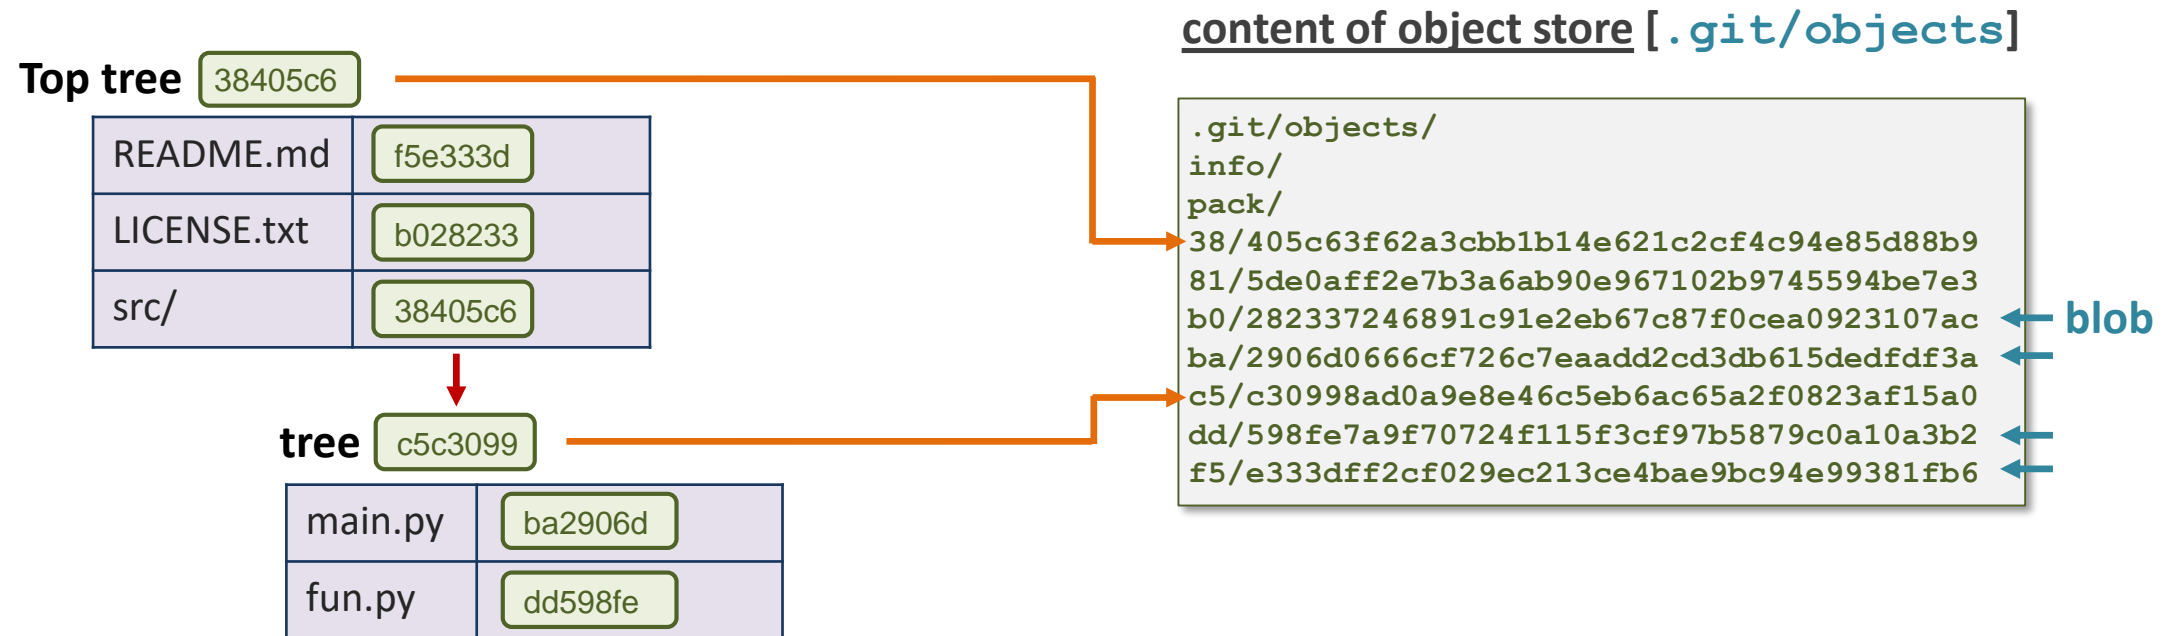 content of object store [.git/objects]
Top tree 38405c6
README.md f5e333d
LICENSE.txt b028233
src/ 38405c6
tree c5c3099
main.py ba2906d
fun.py dd598fe
.git/objects/
info/
pack/
38/405c63f62a3cbb1b14e621c2cf4c94e85d88b9
81/5de0aff2e7b3a6ab90e967102b9745594be7e3
b0/282337246891c91e2eb67c87f0cea0923107ac
ba/2906d0666cf726c7eaadd2cd3db615dedfdf3a
c5/c30998ad0a9e8e46c5eb6ac65a2f0823af15a0
dd/598fe7a9f70724f115f3cf97b5879c0a10a3b2
f5/e333dff2cf029ec213ce4bae9bc94e99381fb6
blob